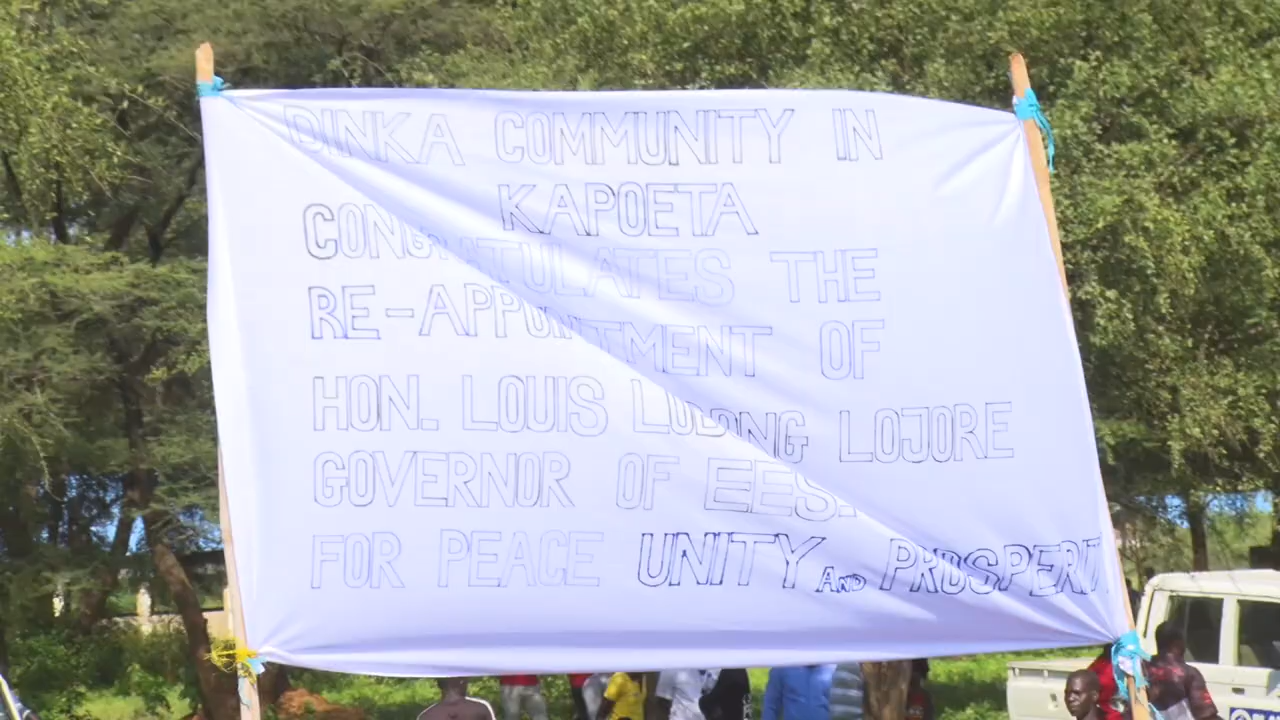 DINKA COMMUNITY IN
KAPOETA
CONGRATULATES THE
RE-APPOINTMENT OF
HON. LOUIS LOBONG LOJORE
GOVERNOR OF EES.
FOR PEACE UNITY AND PROSPERITY